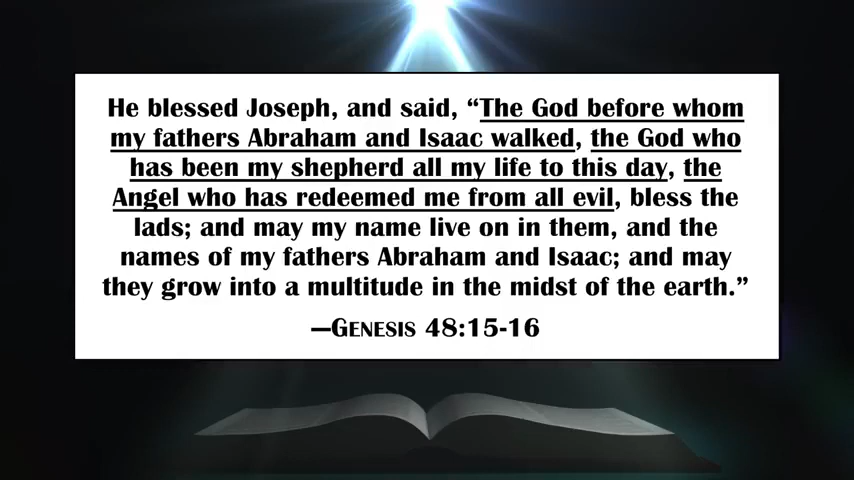 He blessed Joseph, and said, “The God before whom
my fathers Abraham and Isaac walked, the God who
has been my shepherd all my life to this day, the
Angel who has redeemed me from all evil, bless the
lads; and may my name live on in them, and the
names of my fathers Abraham and Isaac; and may
they grow into a multitude in the midst of the earth.”
—GENESIS 48:15-16